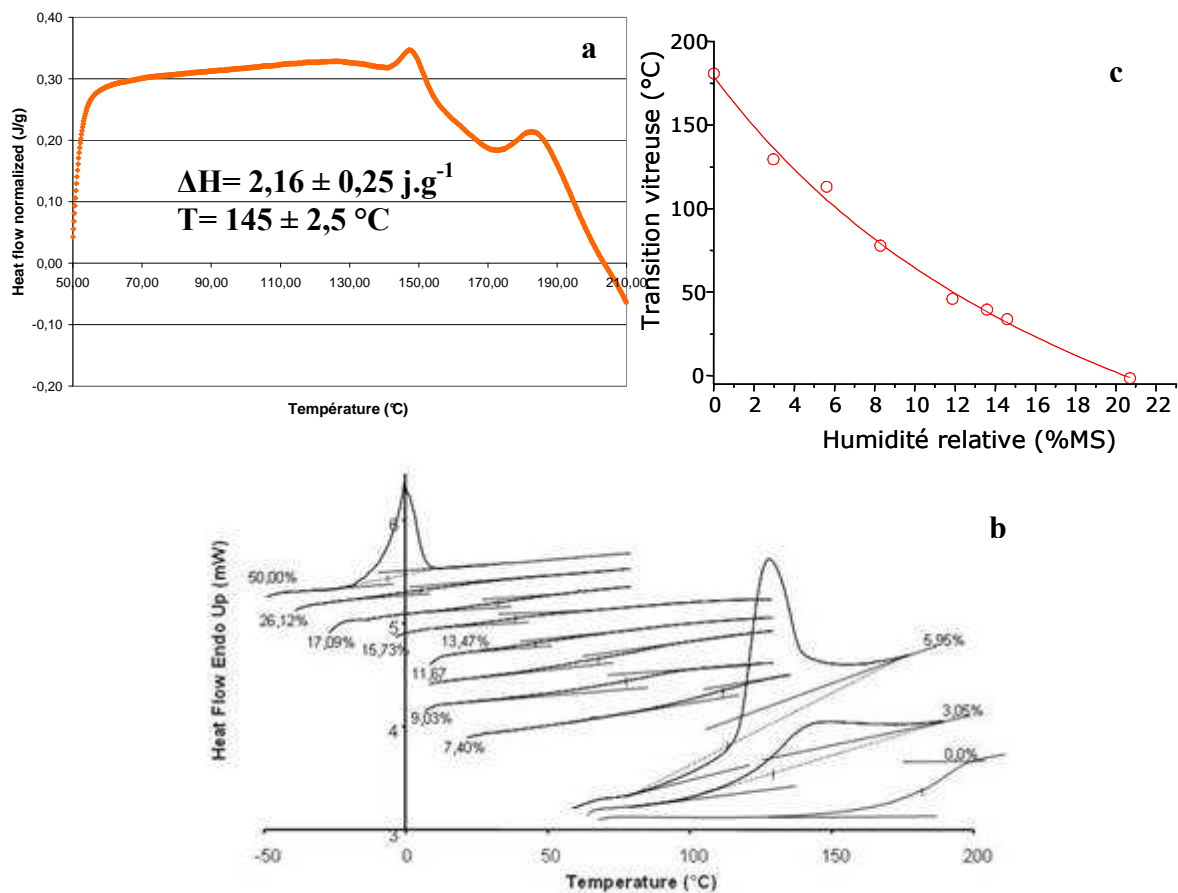 a
0,40
0,30
0,20
0,10
0,00
-0,10
-0,20
Heat flow normalized (J/g)
ΔH= 2,16 ± 0,25 j.g-1
T= 145 ± 2,5 °C
50,00 70,00 90,00 110,00 130,00 150,00 170,00 190,00 210,00
Température (°C)
c
200
150
100
50
0
Transition vitreuse (°C)
0 2 4 6 8 10 12 14 16 18 20 22
Humidité relative (%MS)
b
Heat Flow Endo Up (mW)
6
5
4
3
50,00%
26,12%
17,09%
15,73%
13,47%
11,67
9,03%
7,40%
5,95%
3,05%
0,0%
-50 0 50 100 150 200
Temperature (°C)